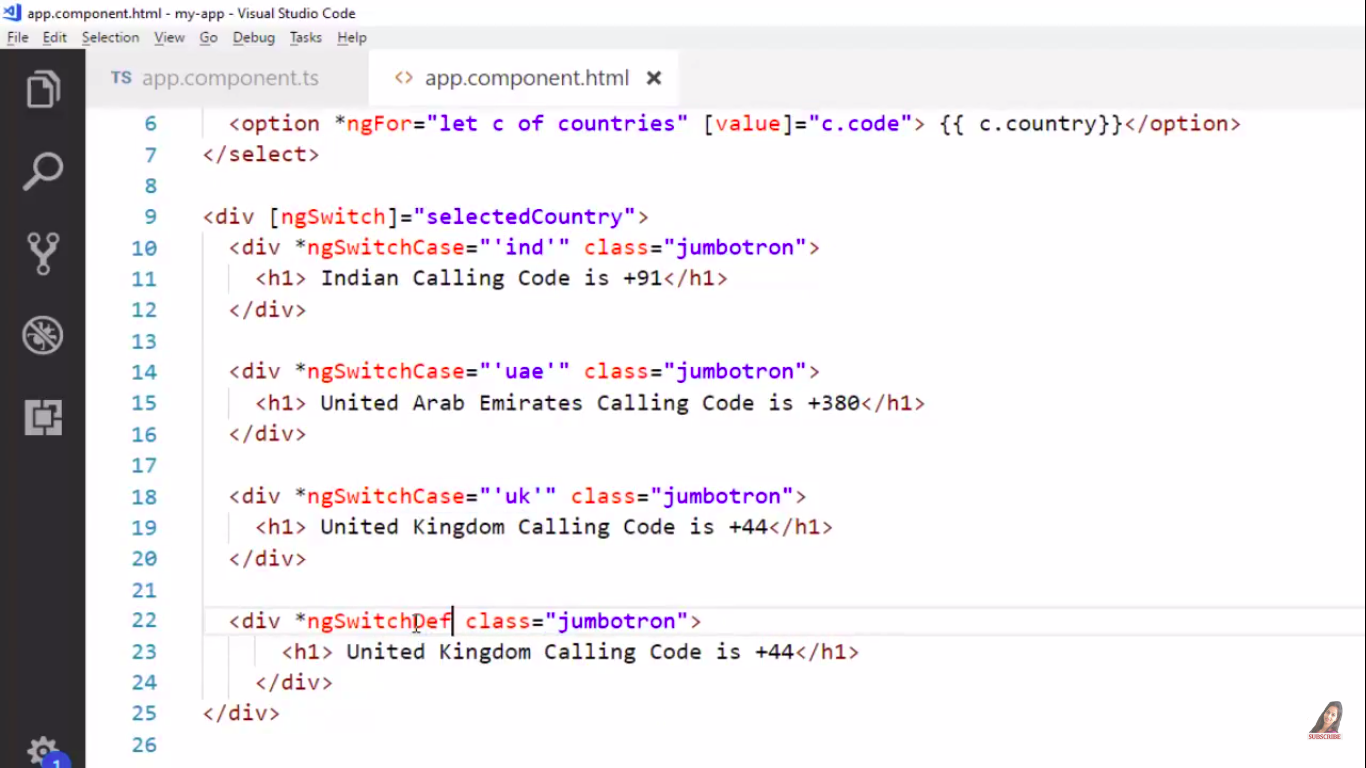 app.component.html - my-app - Visual Studio Code
File Edit Selection View Go Debug Tasks Help
TS app.component.ts <> app.component.html ×
6 <option *ngFor="let c of countries" [value]="c.code"> {{ c.country}}</option>
7 </select>
8
9 <div [ngSwitch]="selectedCountry">
10 <div *ngSwitchCase="'ind'" class="jumbotron">
11 <h1> Indian Calling Code is +91</h1>
12 </div>
13
14 <div *ngSwitchCase="'uae'" class="jumbotron">
15 <h1> United Arab Emirates Calling Code is +380</h1>
16 </div>
17
18 <div *ngSwitchCase="'uk'" class="jumbotron">
19 <h1> United Kingdom Calling Code is +44</h1>
20 </div>
21
22 <div *ngSwitchDef class="jumbotron">
23 <h1> United Kingdom Calling Code is +44</h1>
24 </div>
25 </div>
26
1
SUBSCRIBE